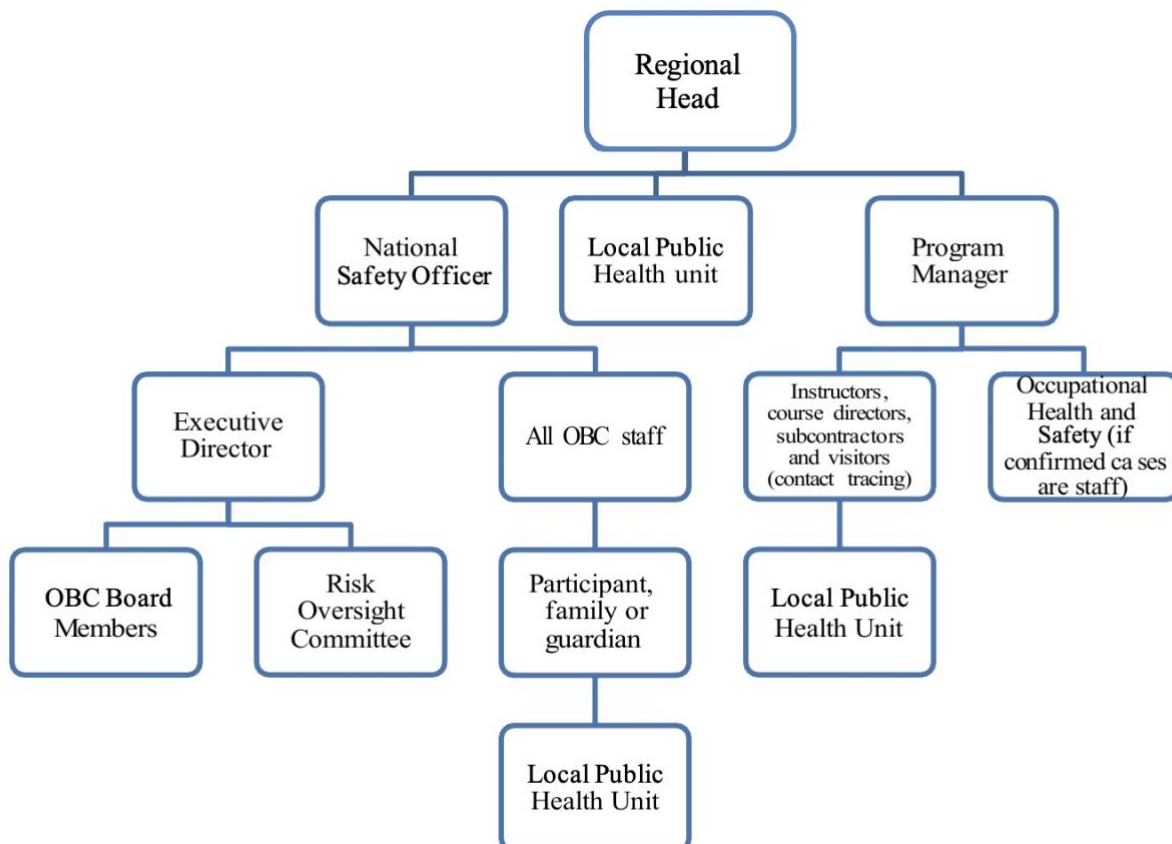 Regional
Head
National
Safety Officer
Local Public
Health unit
Program
Manager
Executive
Director
All OBC staff
Instructors,
course directors,
subcontractors
and visitors
(contact tracing)
Occupational
Health and
Safety (if
confirmed ca ses
are staff)
OBC Board
Members
Risk
Oversight
Committee
Participant,
family or
guardian
Local Public
Health Unit
Local Public
Health Unit